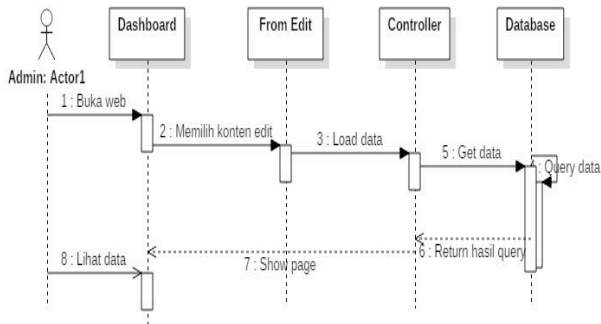 Dashboard
From Edit
Controller
Database
Admin: Actor1
1 : Buka web
2 : Memilih konten edit
3 : Load data
5 : Get data
: Query data
6 : Return hasil query
7 : Show page
8 : Lihat data